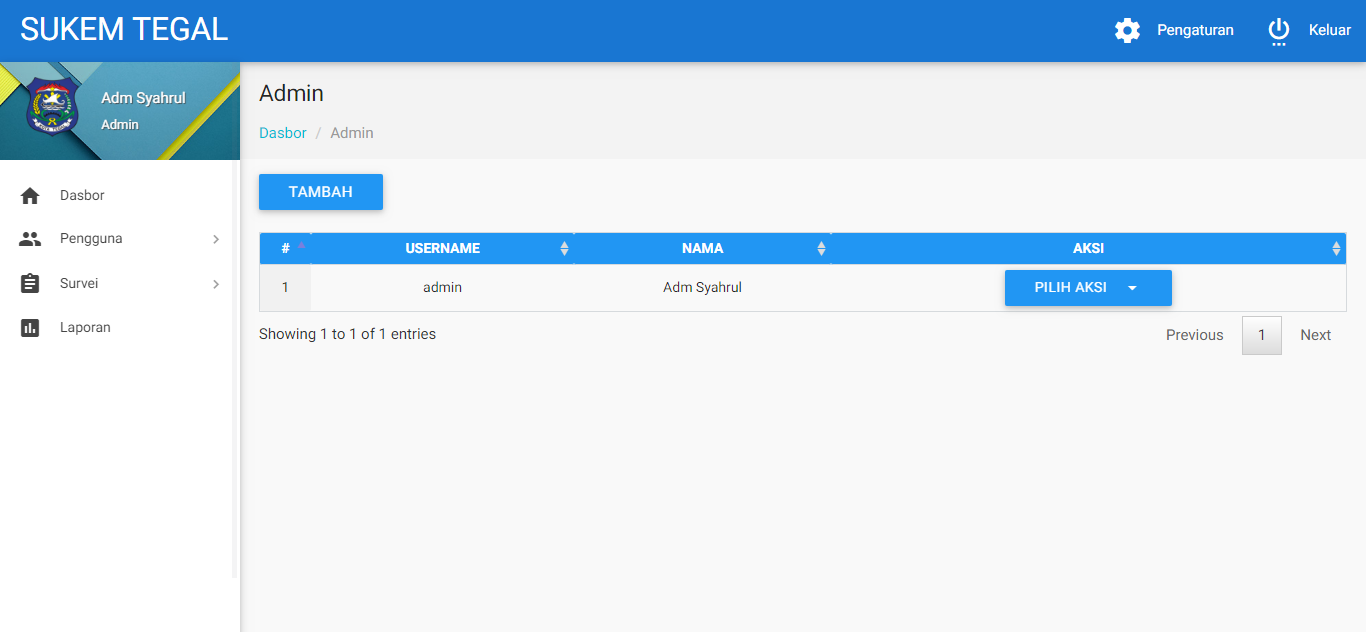 SUKEM TEGAL
Pengaturan
Keluar
Adm Syahrul
Admin
Dasbor
Pengguna
Survei
Laporan
Admin
Dasbor / Admin
TAMBAH
# USERNAME NAMA AKSI
1 admin Adm Syahrul PILIH AKSI
Showing 1 to 1 of 1 entries
Previous 1 Next